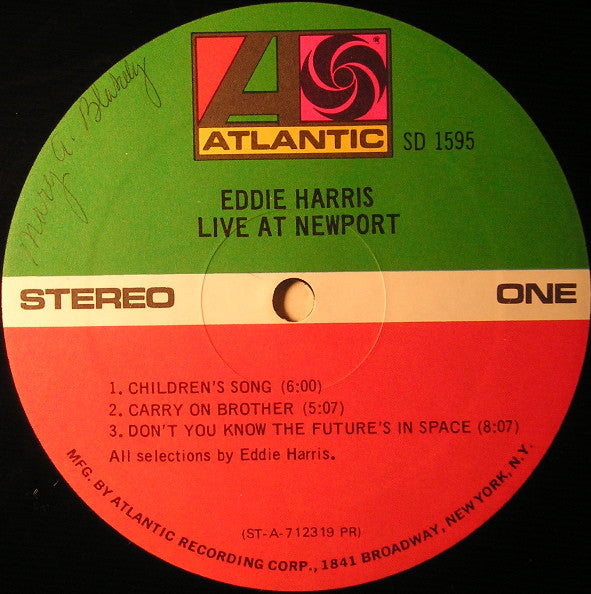 Mary A. Blakely
ATLANTIC
SD 1595
EDDIE HARRIS
LIVE AT NEWPORT
STEREO
ONE
1. CHILDREN'S SONG (6:00)
2. CARRY ON BROTHER (5:07)
3. DON'T YOU KNOW THE FUTURE'S IN SPACE (8:07)
All selections by Eddie Harris.
(ST-A-712319 PR)
MFG. BY ATLANTIC RECORDING CORP., 1841 BROADWAY, NEW YORK, N.Y.